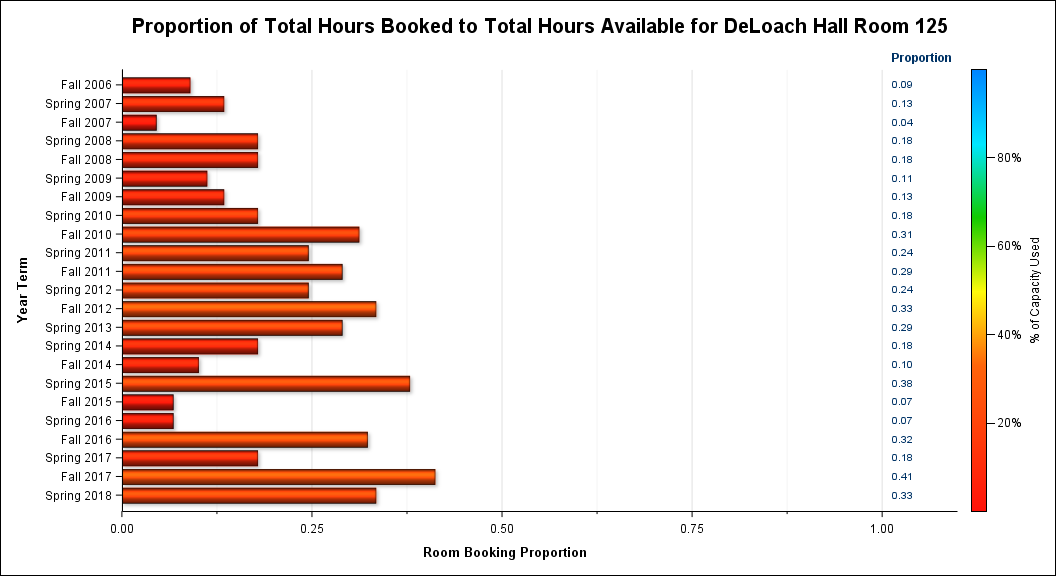 Proportion of Total Hours Booked to Total Hours Available for DeLoach Hall Room 125
Proportion
Fall 2006 0.09
Spring 2007 0.13
Fall 2007 0.04
Spring 2008 0.18
Fall 2008 0.18
Spring 2009 0.11
Fall 2009 0.13
Spring 2010 0.18
Fall 2010 0.31
Spring 2011 0.24
Fall 2011 0.29
Spring 2012 0.24
Fall 2012 0.33
Spring 2013 0.29
Spring 2014 0.18
Fall 2014 0.10
Spring 2015 0.38
Fall 2015 0.07
Spring 2016 0.07
Fall 2016 0.32
Spring 2017 0.18
Fall 2017 0.41
Spring 2018 0.33
Year Term
0.00 0.25 0.50 0.75 1.00
Room Booking Proportion
80%
60%
40%
20%
% of Capacity Used